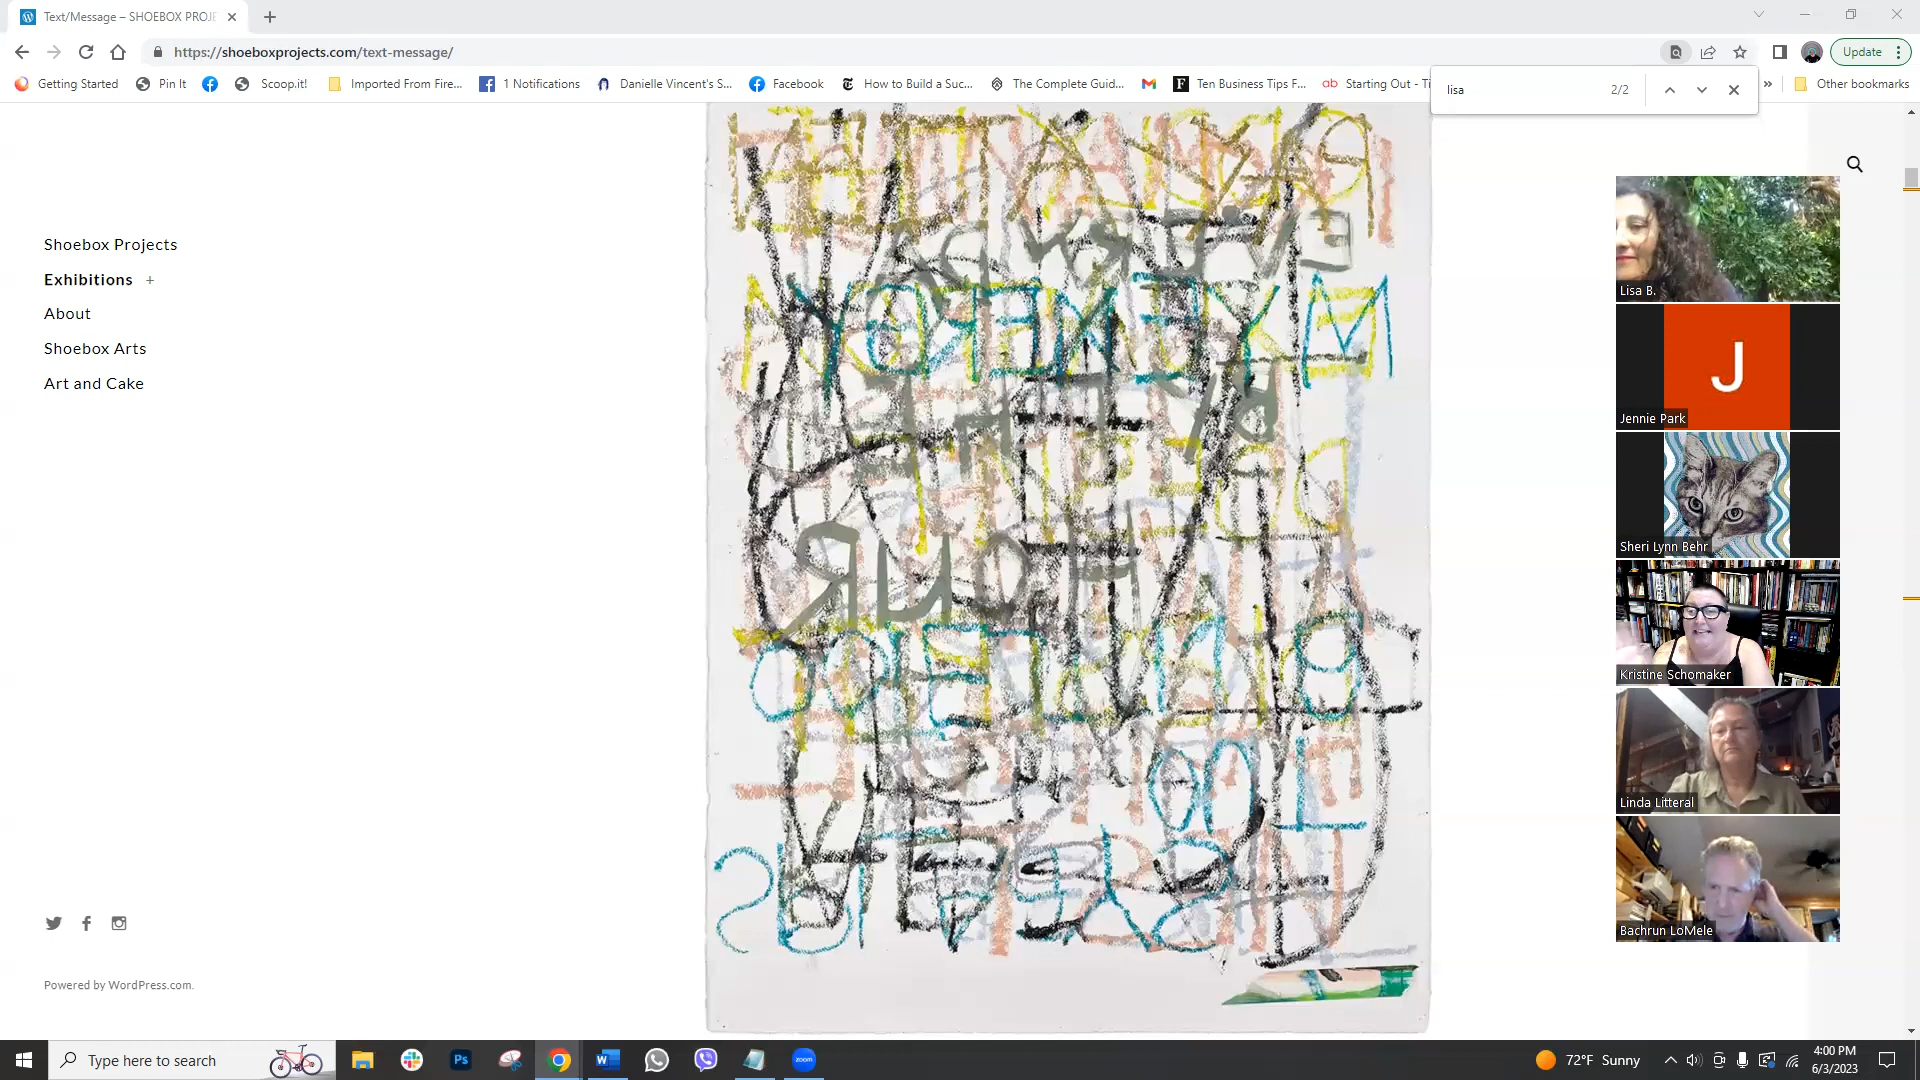 Text/Message – SHOEBOX PROJE
https://shoeboxprojects.com/text-message/
Update
Getting Started
Pin It
Scoop.it!
Imported From Fire...
1 Notifications
Danielle Vincent's S...
Facebook
How to Build a Suc...
The Complete Guid...
Ten Business Tips F...
Starting Out - Ti
Other bookmarks
lisa
2/2
Shoebox Projects
Exhibitions +
About
Shoebox Arts
Art and Cake
Powered by WordPress.com.
HOUR
Lisa B.
J
Jennie Park
Sheri Lynn Behr
Kristine Schomaker
Linda Litteral
Bachrun LoMele
Type here to search
Ps
W
zoom
72°F Sunny
4:00 PM
6/3/2023